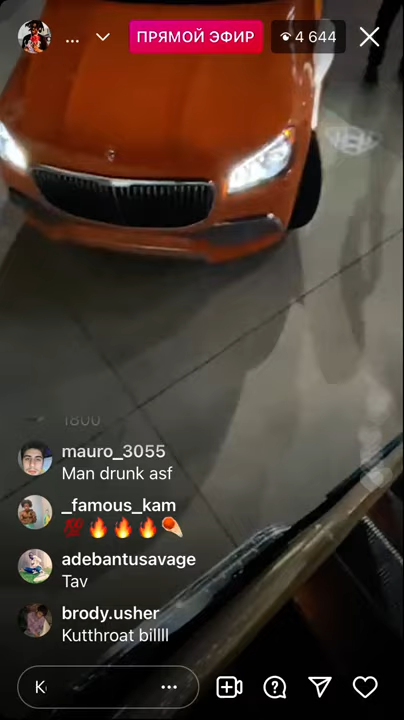 ...
ПРЯМОЙ ЭФИР
4 644
1800
mauro_3055
Man drunk asf
_famous_kam
💯🔥🔥🔥☄️
adebantusavage
Tav
brody.usher
Kutthroat billll
К
...